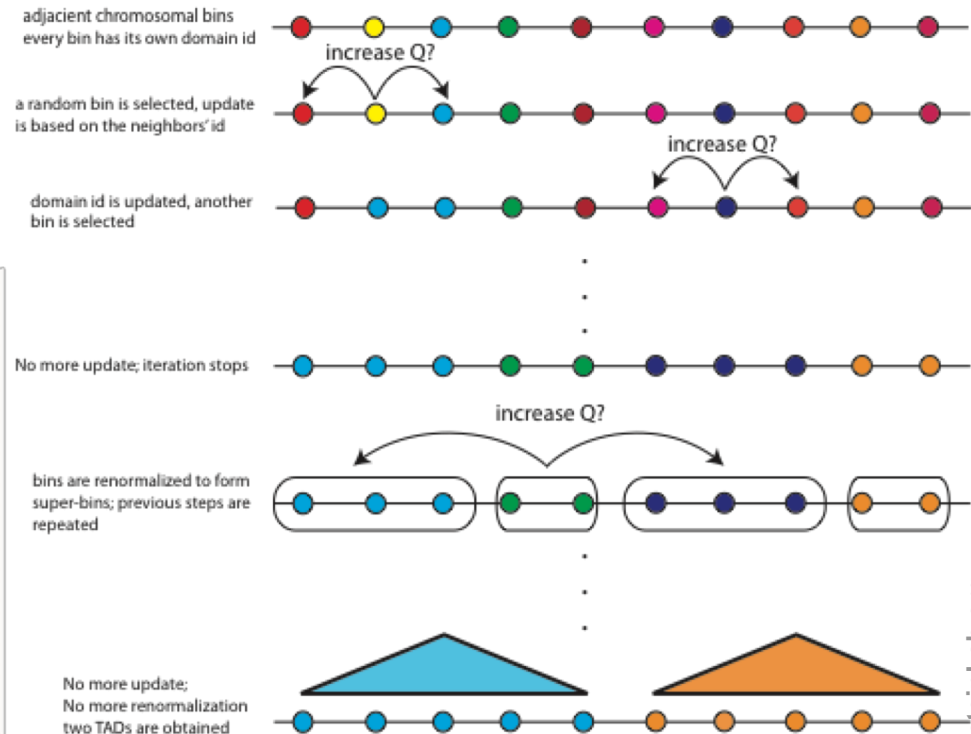 adjacient chromosomal bins
every bin has its own domain id
increase Q?
a random bin is selected, update
is based on the neighbors' id
increase Q?
domain id is updated, another
bin is selected
No more update; iteration stops
increase Q?
bins are renormalized to form
super-bins; previous steps are
repeated
No more update;
No more renormalization
two TADs are obtained